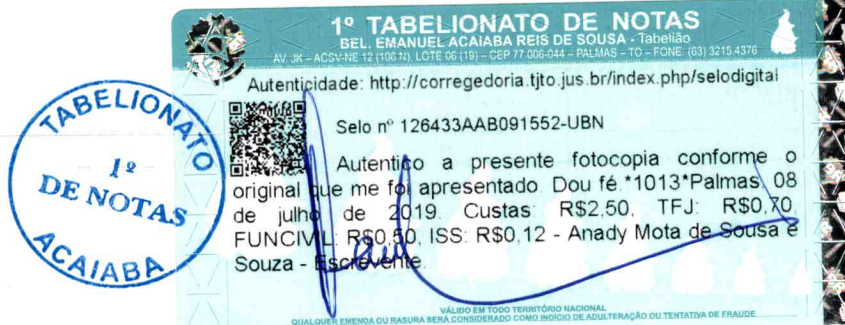 1º TABELIONATO DE NOTAS
BEL. EMANUEL ACAIABA REIS DE SOUSA - Tabelião
AV. JK – ACSV-NE 12 (106 N), LOTE 06 (19) – CEP 77.006-044 – PALMAS – TO – FONE: (63) 3215.4376
Autenticidade: http://corregedoria.tjto.jus.br/index.php/selodigital
Selo nº 126433AAB091552-UBN
Autentico a presente fotocopia conforme o
original que me foi apresentado. Dou fé.*1013*Palmas, 08
de julho de 2019. Custas: R$2,50, TFJ: R$0,70,
FUNCIVIL: R$0,50, ISS: R$0,12 - Anady Mota de Sousa e
Souza - Escrevente.
VÁLIDO EM TODO TERRITÓRIO NACIONAL
QUALQUER EMENDA OU RASURA SERÁ CONSIDERADO COMO INDÍCIO DE ADULTERAÇÃO OU TENTATIVA DE FRAUDE
TABELIONATO
1º
DE NOTAS
ACAIABA